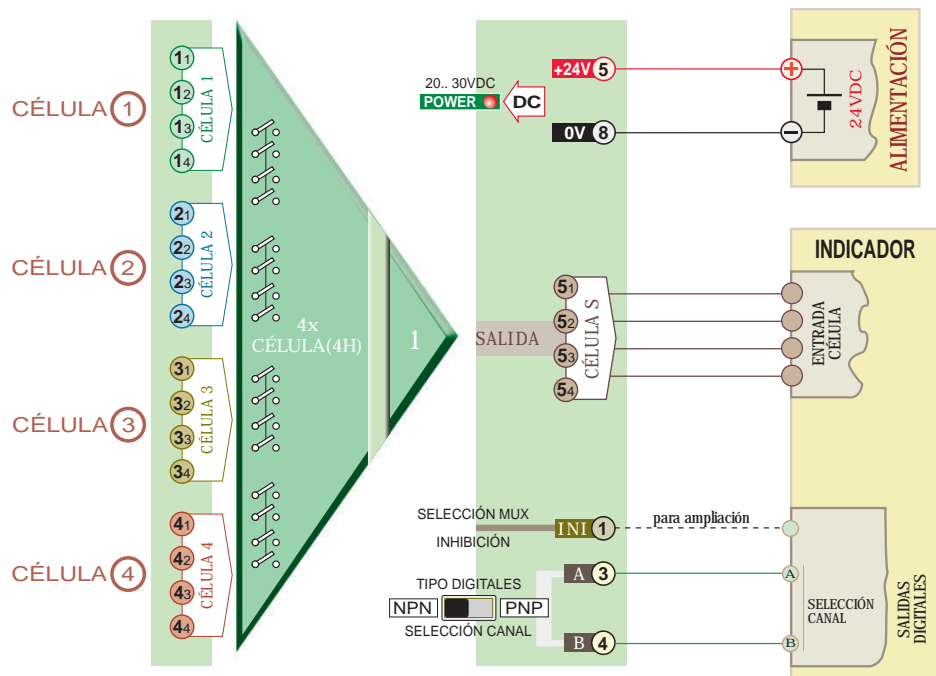 CÉLULA 1
11
12
13
14
CÉLULA 1
CÉLULA 2
21
22
23
24
CÉLULA 2
CÉLULA 3
31
32
33
34
CÉLULA 3
CÉLULA 4
41
42
43
44
CÉLULA 4
4x
CÉLULA(4H)
1
20.. 30VDC
POWER
DC
+24V 5
0V 8
+
−
24VDC
ALIMENTACIÓN
SALIDA
51
52
53
54
CÉLULA S
INDICADOR
ENTRADA
CÉLULA
SELECCIÓN MUX
INHIBICIÓN
INI 1
para ampliación
TIPO DIGITALES
NPN
PNP
SELECCIÓN CANAL
A 3
B 4
A
B
SELECCIÓN
CANAL
SALIDAS
DIGITALES